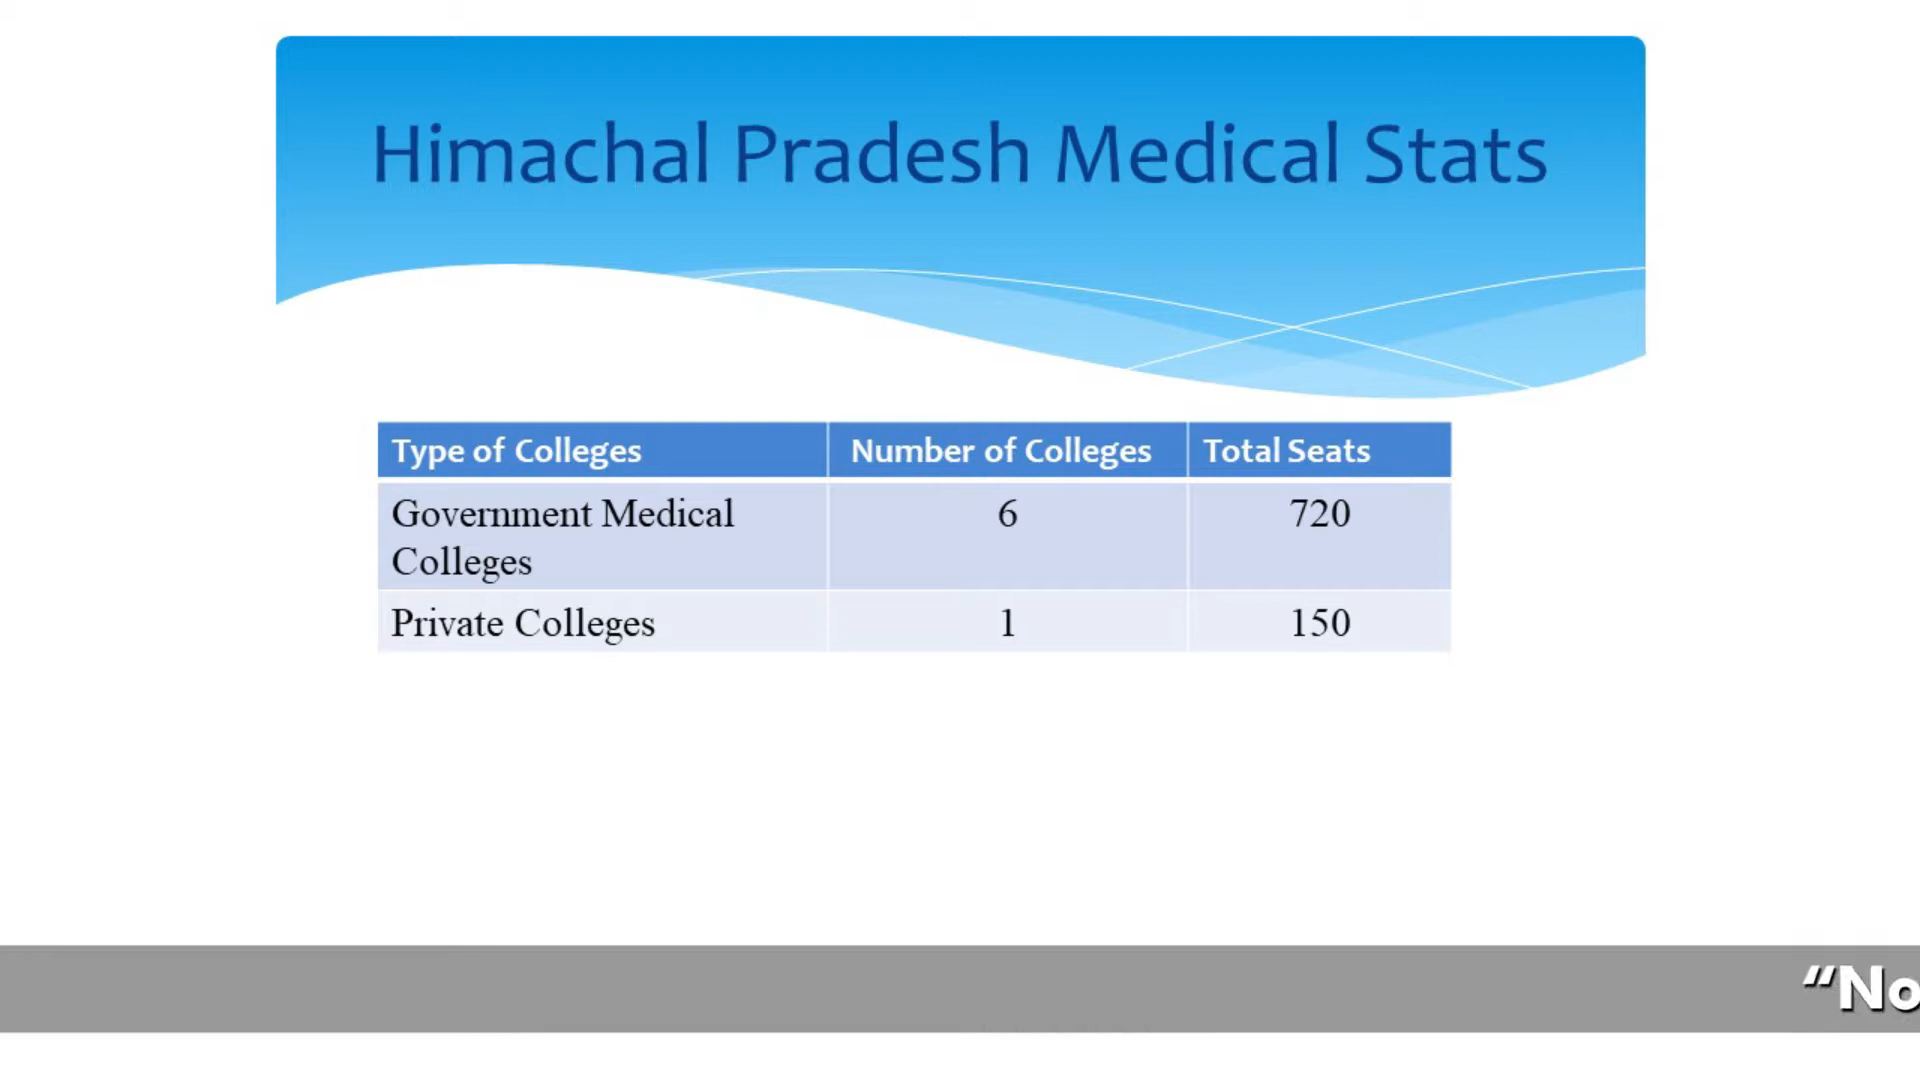 Himachal Pradesh Medical Stats
Type of Colleges Number of Colleges Total Seats
Government Medical 6 720
Colleges
Private Colleges 1 150
“No